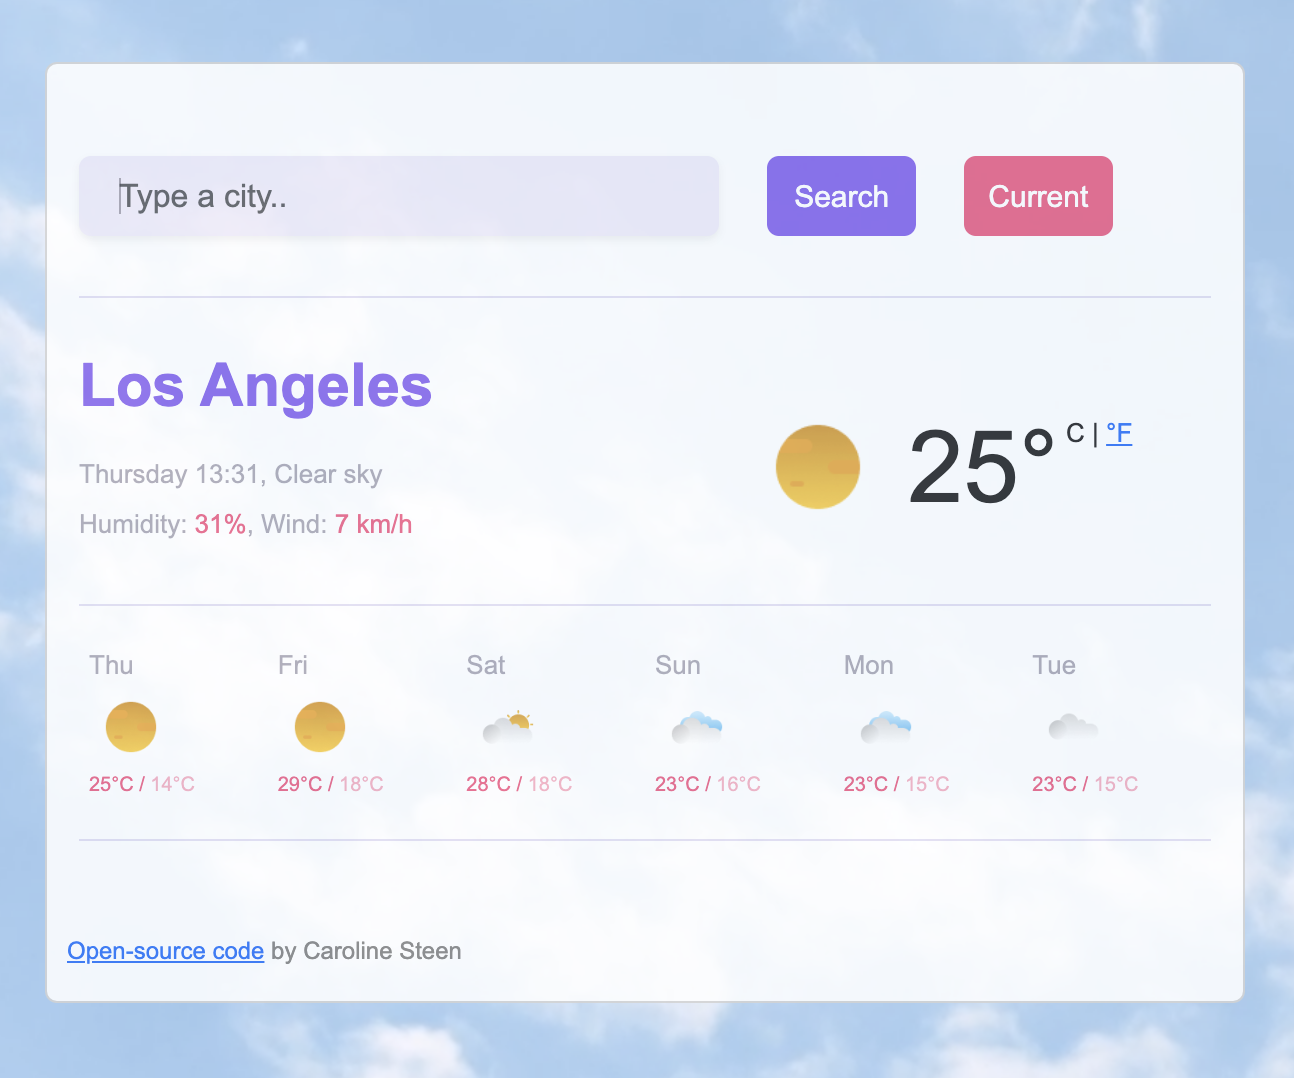 Type a city..
Search
Current
Los Angeles
25° C | °F
Thursday 13:31, Clear sky
Humidity: 31%, Wind: 7 km/h
Thu
Fri
Sat
Sun
Mon
Tue
25°C / 14°C
29°C / 18°C
28°C / 18°C
23°C / 16°C
23°C / 15°C
23°C / 15°C
Open-source code by Caroline Steen